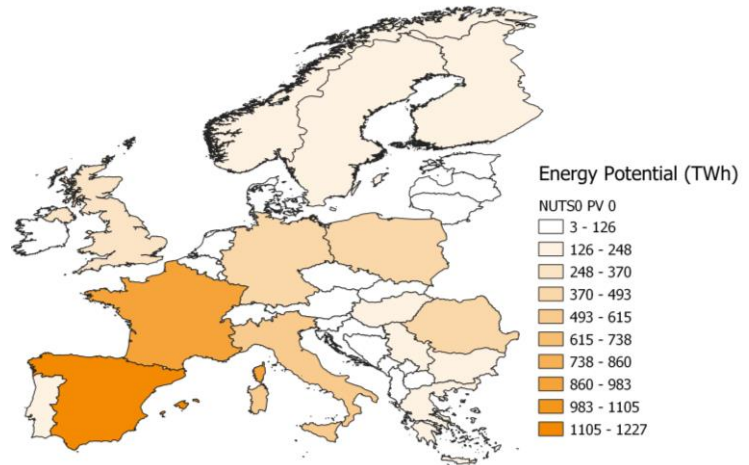 Energy Potential (TWh)
NUTS0 PV 0
3 - 126
126 - 248
248 - 370
370 - 493
493 - 615
615 - 738
738 - 860
860 - 983
983 - 1105
1105 - 1227